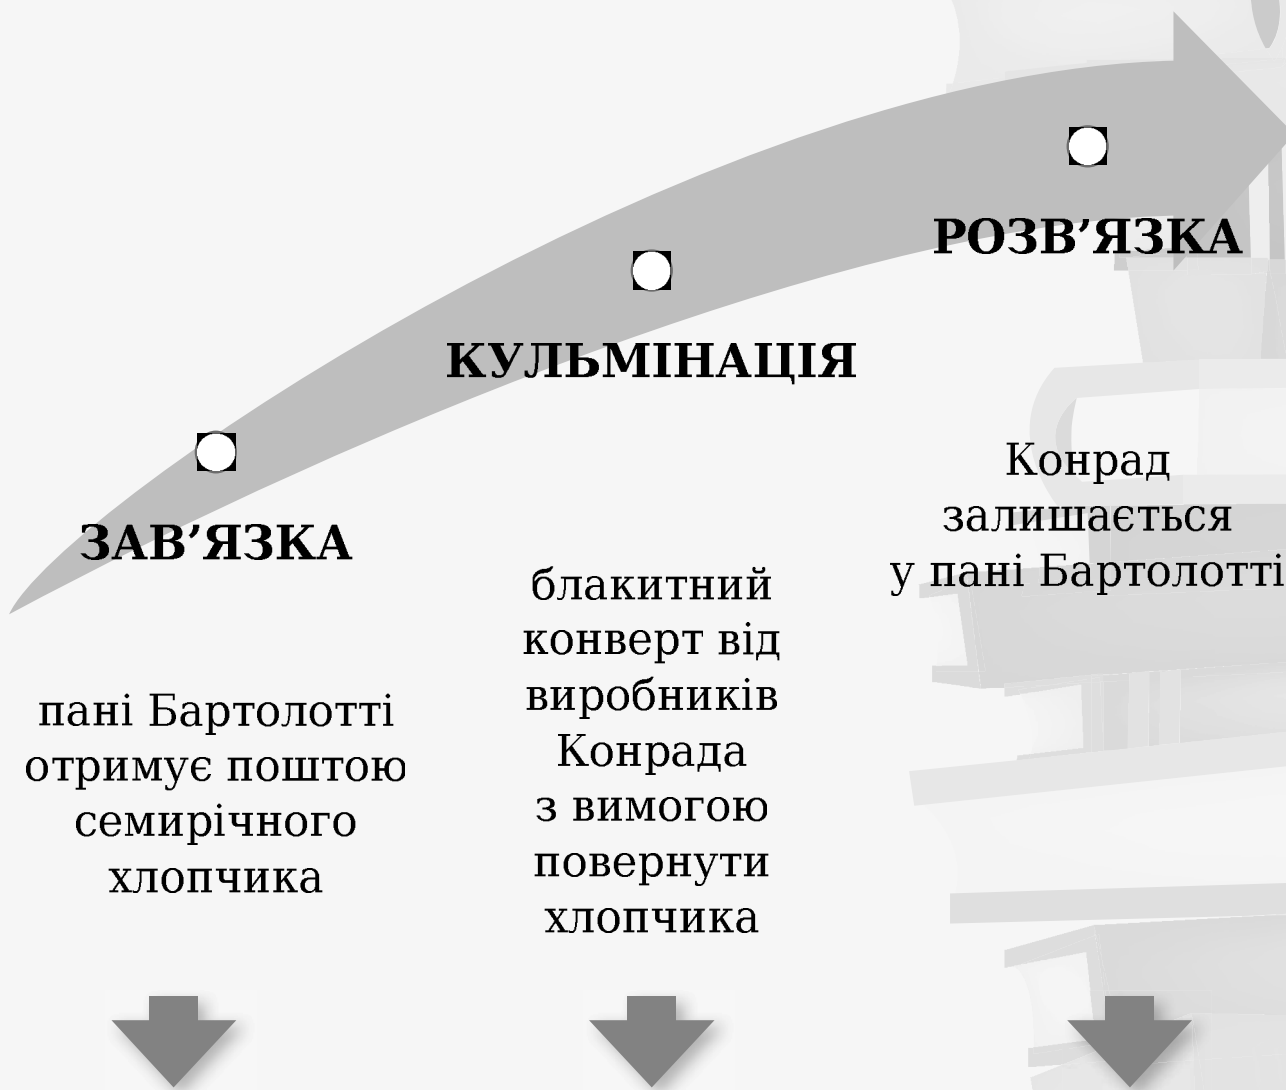 ЗАВ’ЯЗКА
пані Бартолотті
отримує поштою
семирічного
хлопчика
КУЛЬМІНАЦІЯ
блакитний
конверт від
виробників
Конрада
з вимогою
повернути
хлопчика
РОЗВ’ЯЗКА
Конрад
залишається
у пані Бартолотті